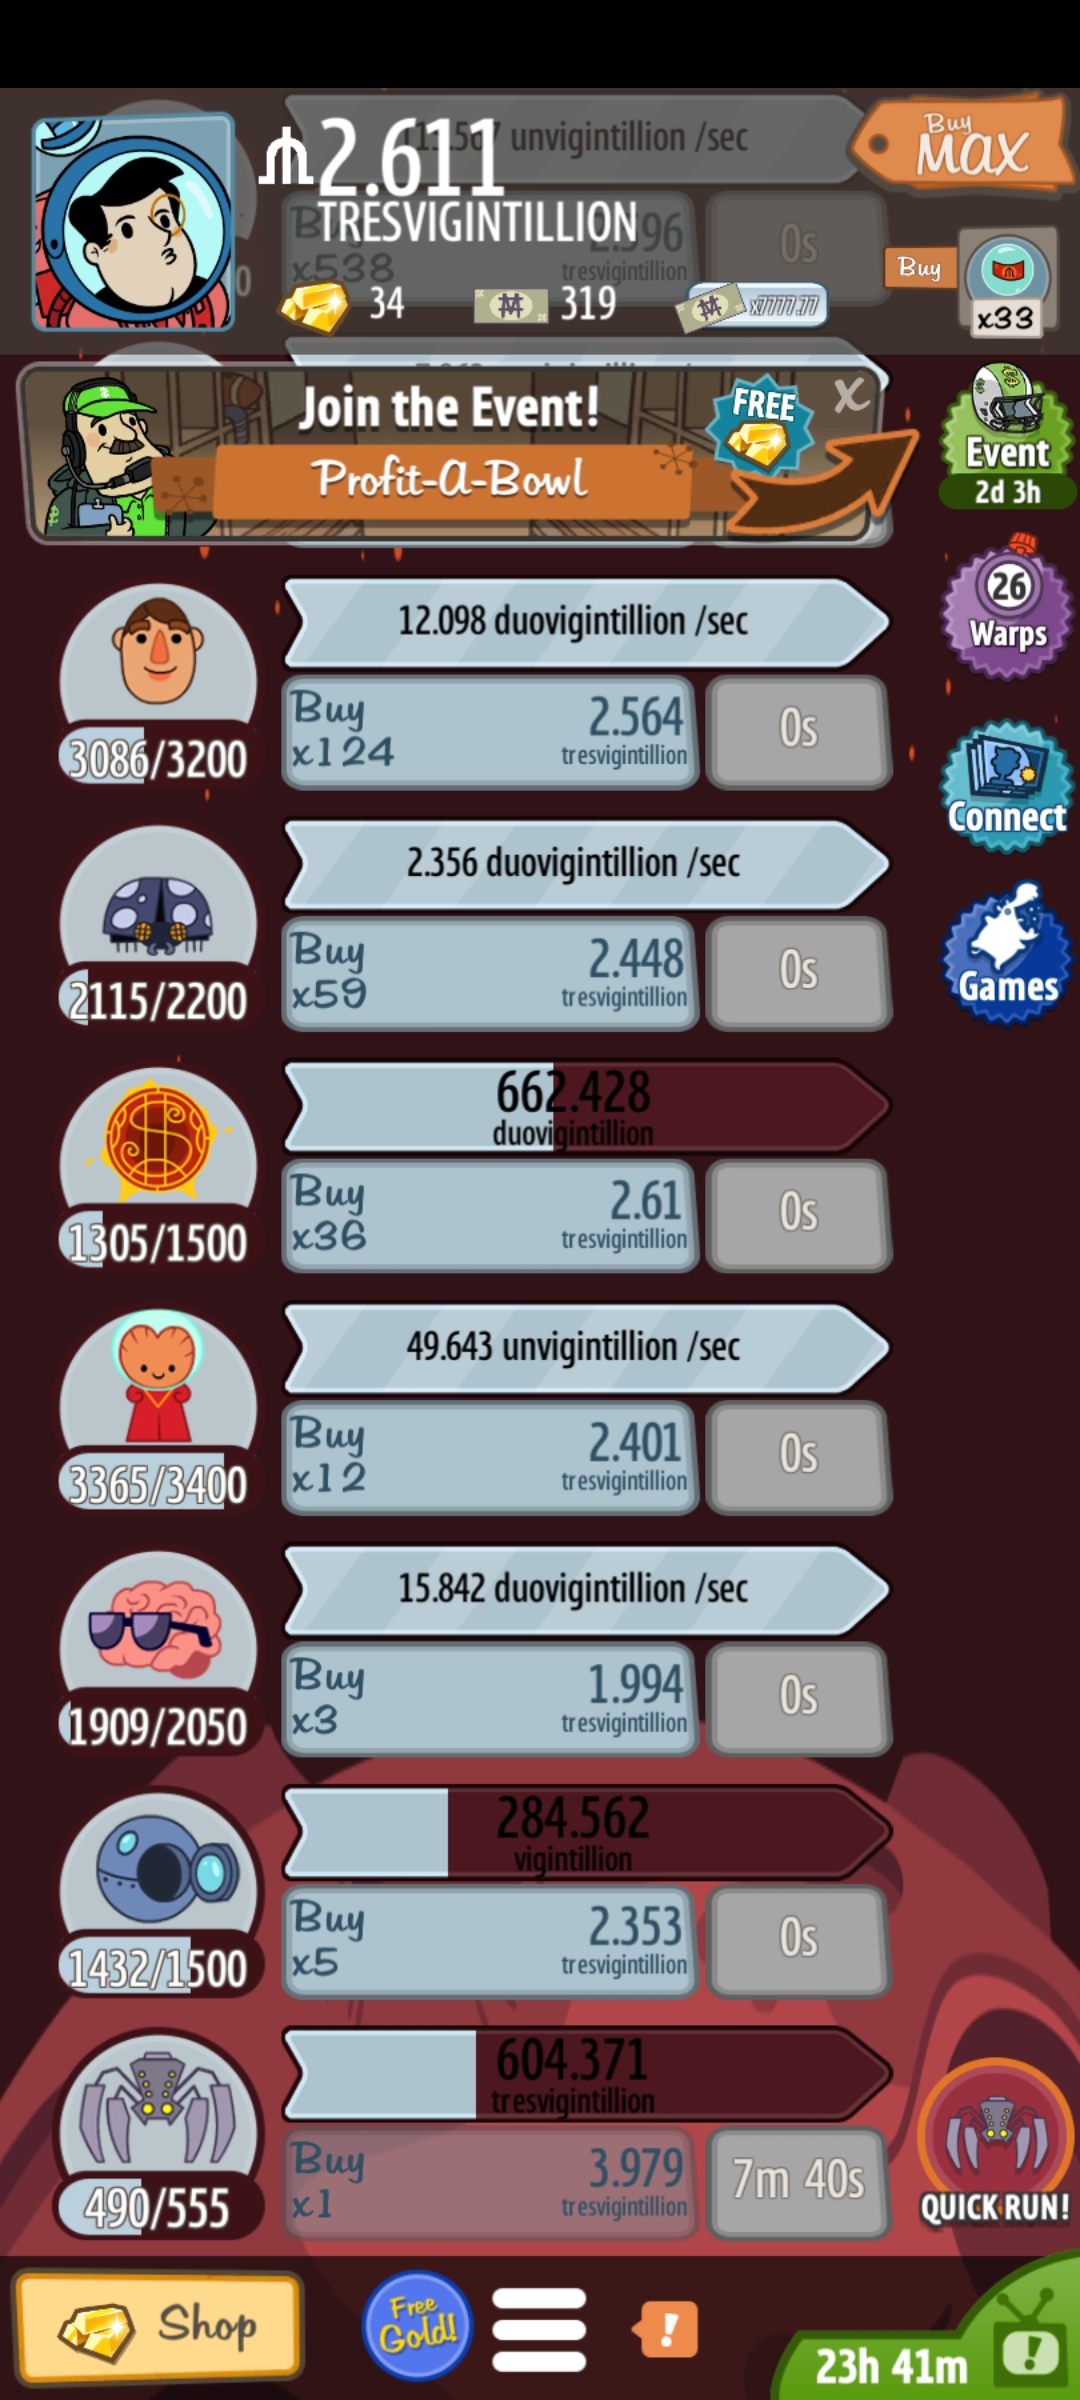 2.611
unvigintillion /sec
Buy
MAX
TRESVIGINTILLION
x538
2.396
tresvigintillion
0s
34
319
x7777.77
Buy
x33
Join the Event!
FREE
X
Profit-A-Bowl
Event
2d 3h
12.098 duovigintillion /sec
26
Warps
3086/3200
Buy
x124
2.564
tresvigintillion
0s
Connect
2.356 duovigintillion /sec
2115/2200
Buy
x59
2.448
tresvigintillion
0s
Games
662.428
duovigintillion
1305/1500
Buy
x36
2.61
tresvigintillion
0s
49.643 unvigintillion /sec
3365/3400
Buy
x12
2.401
tresvigintillion
0s
15.842 duovigintillion /sec
1909/2050
Buy
x3
1.994
tresvigintillion
0s
284.562
vigintillion
1432/1500
Buy
x5
2.353
tresvigintillion
0s
604.371
tresvigintillion
490/555
Buy
x1
3.979
tresvigintillion
7m 40s
QUICK RUN!
Shop
Free
Gold!
!
23h 41m
!